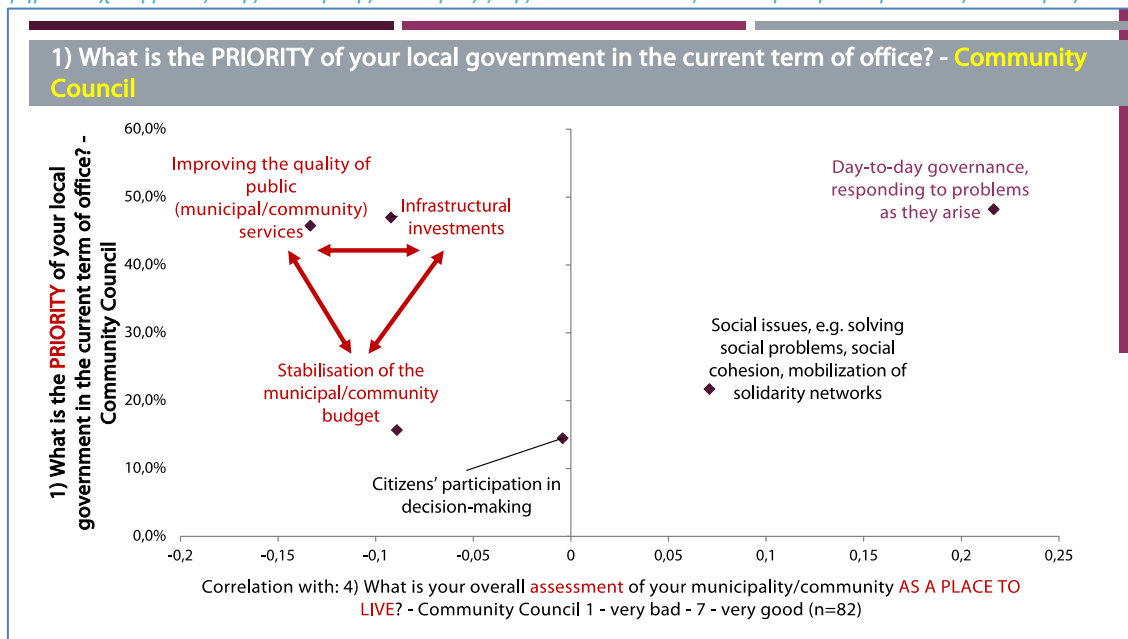 1) What is the PRIORITY of your local government in the current term of office? - Community
Council
1) What is the PRIORITY of your local
government in the current term of office? -
Community Council
60,0%
50,0%
40,0%
30,0%
20,0%
10,0%
0,0%
Improving the quality of
public
(municipal/community)
services
Infrastructural
investments
Day-to-day governance,
responding to problems
as they arise
Social issues, e.g. solving
social problems, social
cohesion, mobilization of
solidarity networks
Stabilisation of the
municipal/community
budget
Citizens’ participation in
decision-making
-0,2
-0,15
-0,1
-0,05
0
0,05
0,1
0,15
0,2
0,25
Correlation with: 4) What is your overall assessment of your municipality/community AS A PLACE TO
LIVE? - Community Council 1 - very bad - 7 - very good (n=82)